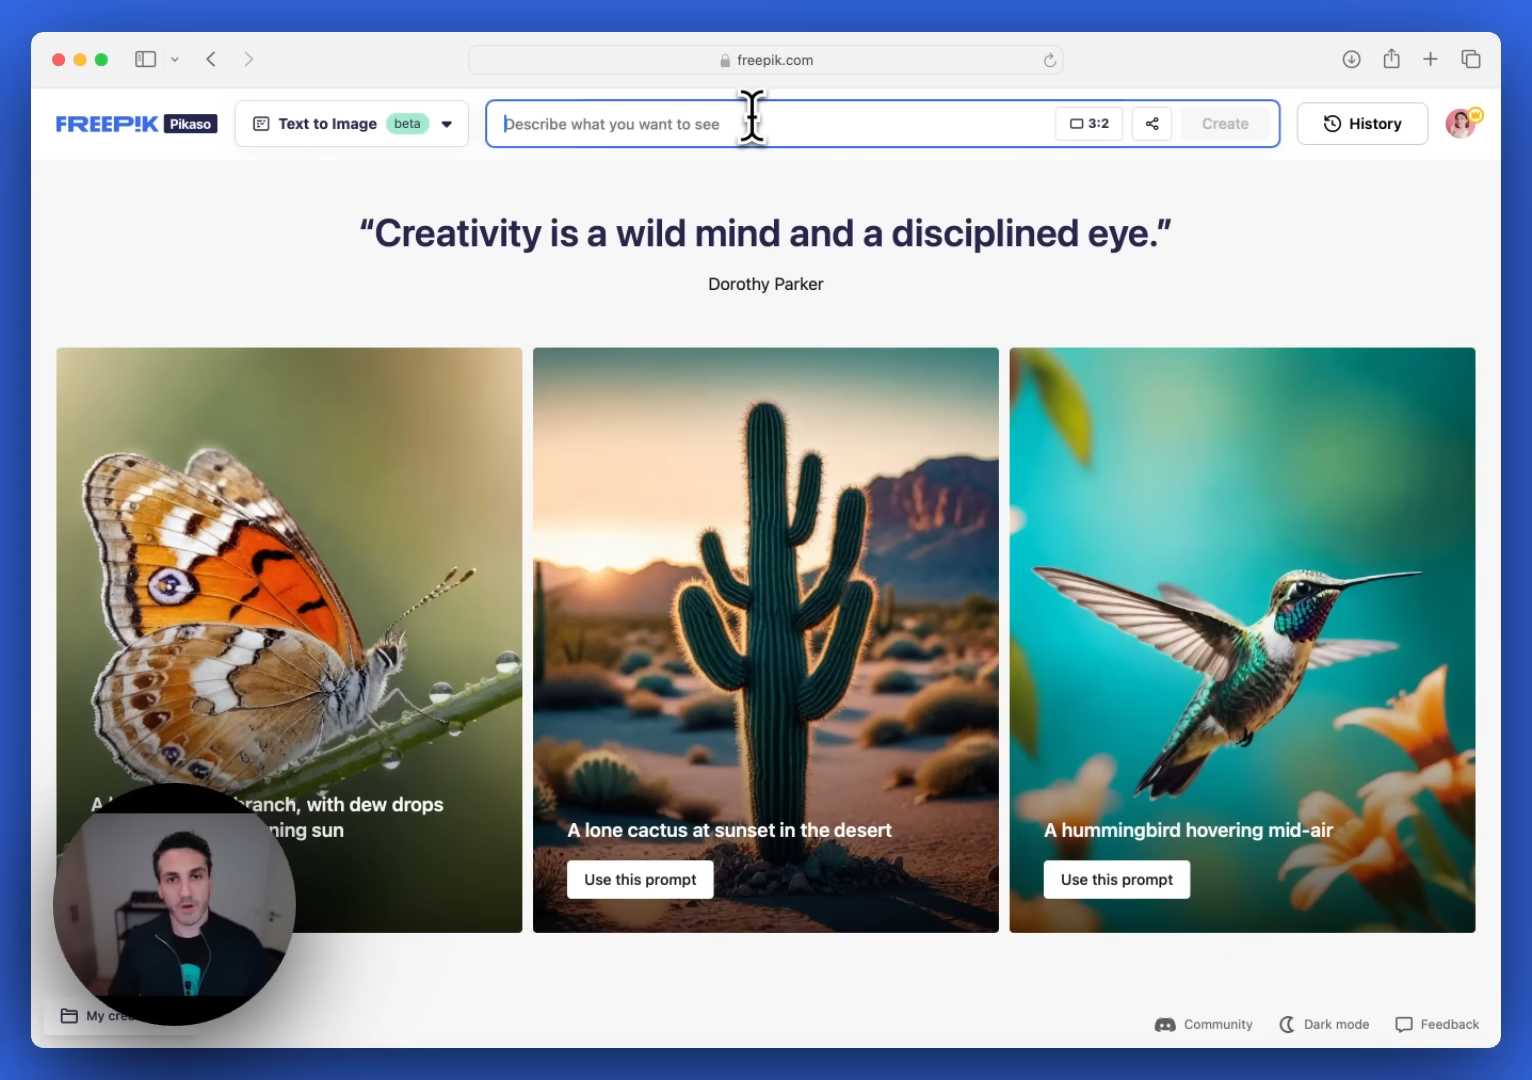 freepik.com
FREEPIK Pikaso
Text to Image beta
Describe what you want to see
3:2
Create
History
“Creativity is a wild mind and a disciplined eye.”
Dorothy Parker
A branch, with dew drops
ning sun
A lone cactus at sunset in the desert
Use this prompt
A hummingbird hovering mid-air
Use this prompt
My cre
Community
Dark mode
Feedback